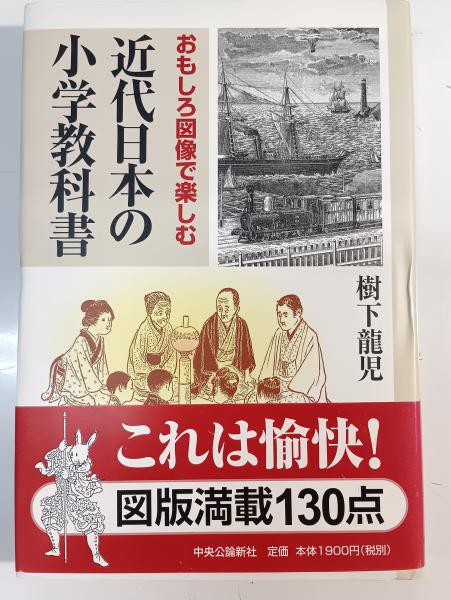 おもしろ図像で楽しむ
近代日本の
小学教科書
樹下龍児
これは愉快!
図版満載130点
中央公論新社 定価 本体1900円(税別)